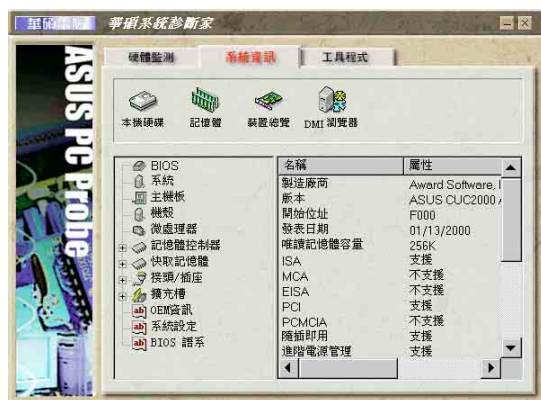 華碩電腦 華碩系統診斷家
ASUS PC Probe
硬體監測 系統資訊 工具程式
本機硬碟 記憶體 裝置總覽 DMI 瀏覽器
BIOS
系統
主機板
機殼
微處理器
記憶體控制器
快取記憶體
接頭/插座
擴充槽
OEM資訊
系統設定
BIOS 語系
名稱 屬性
製造廠商 Award Software, I
版本 ASUS CUC2000
開始位址 F000
發表日期 01/13/2000
唯讀記憶體容量 256K
ISA 支援
MCA 不支援
EISA 不支援
PCI 支援
PCMCIA 不支援
隨插即用 支援
進階電源管理 支援